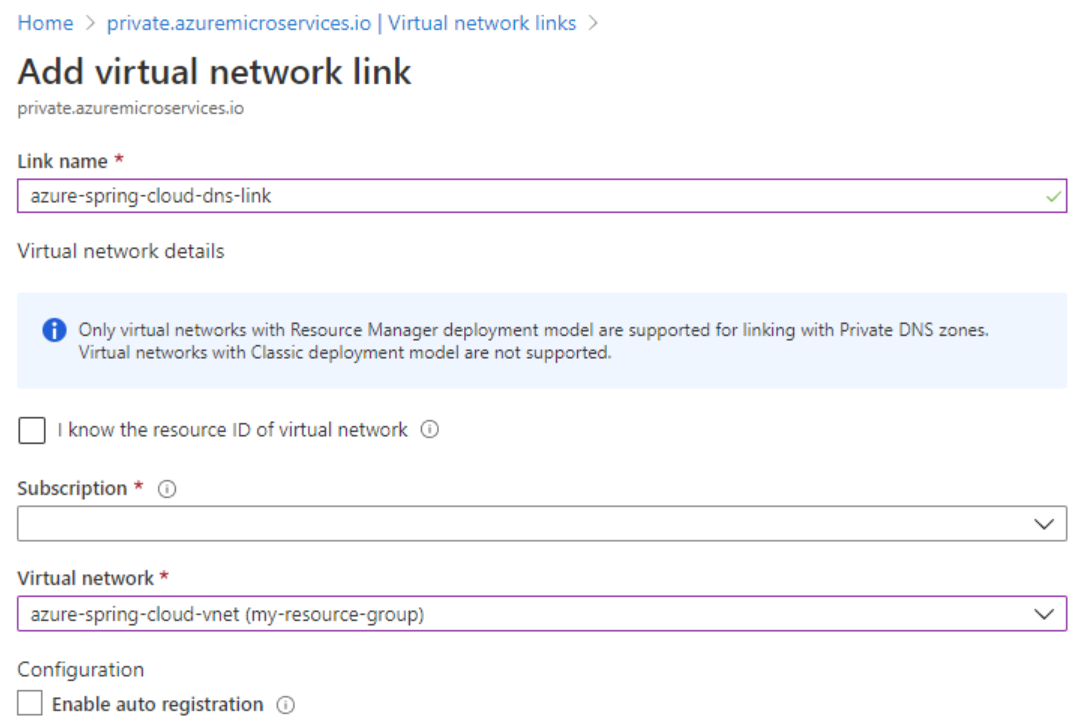 Home > private.azuremicroservices.io | Virtual network links >
Add virtual network link
private.azuremicroservices.io
Link name *
azure-spring-cloud-dns-link
Virtual network details
Only virtual networks with Resource Manager deployment model are supported for linking with Private DNS zones.
Virtual networks with Classic deployment model are not supported.
I know the resource ID of virtual network
Subscription *
Virtual network *
azure-spring-cloud-vnet (my-resource-group)
Configuration
Enable auto registration